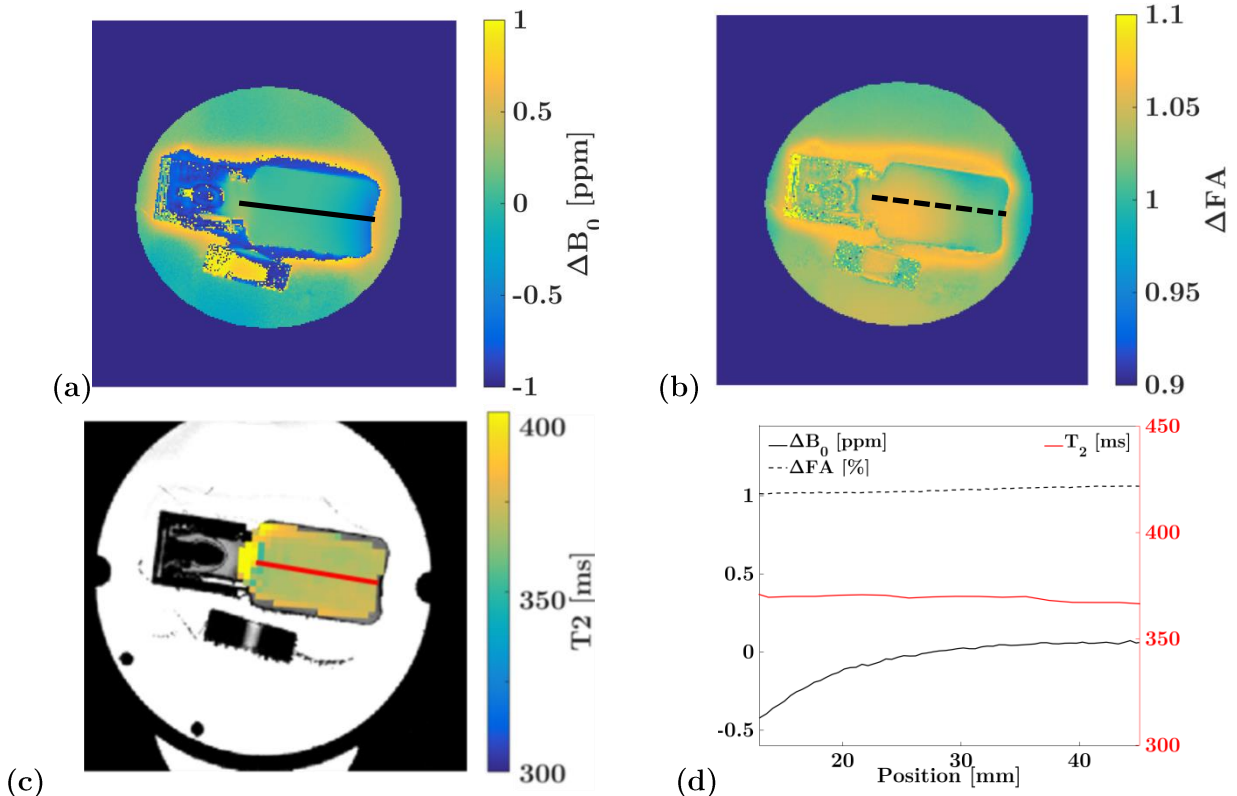 1
0.5
0
-0.5
-1
ΔB₀ [ppm]
(a)
1.1
1.05
1
0.95
0.9
ΔFA
(b)
400
350
300
T2 [ms]
(c)
ΔB₀ [ppm]
ΔFA [%]
T₂ [ms]
1
0.5
0
-0.5
450
400
350
300
20 30 40
Position [mm]
(d)